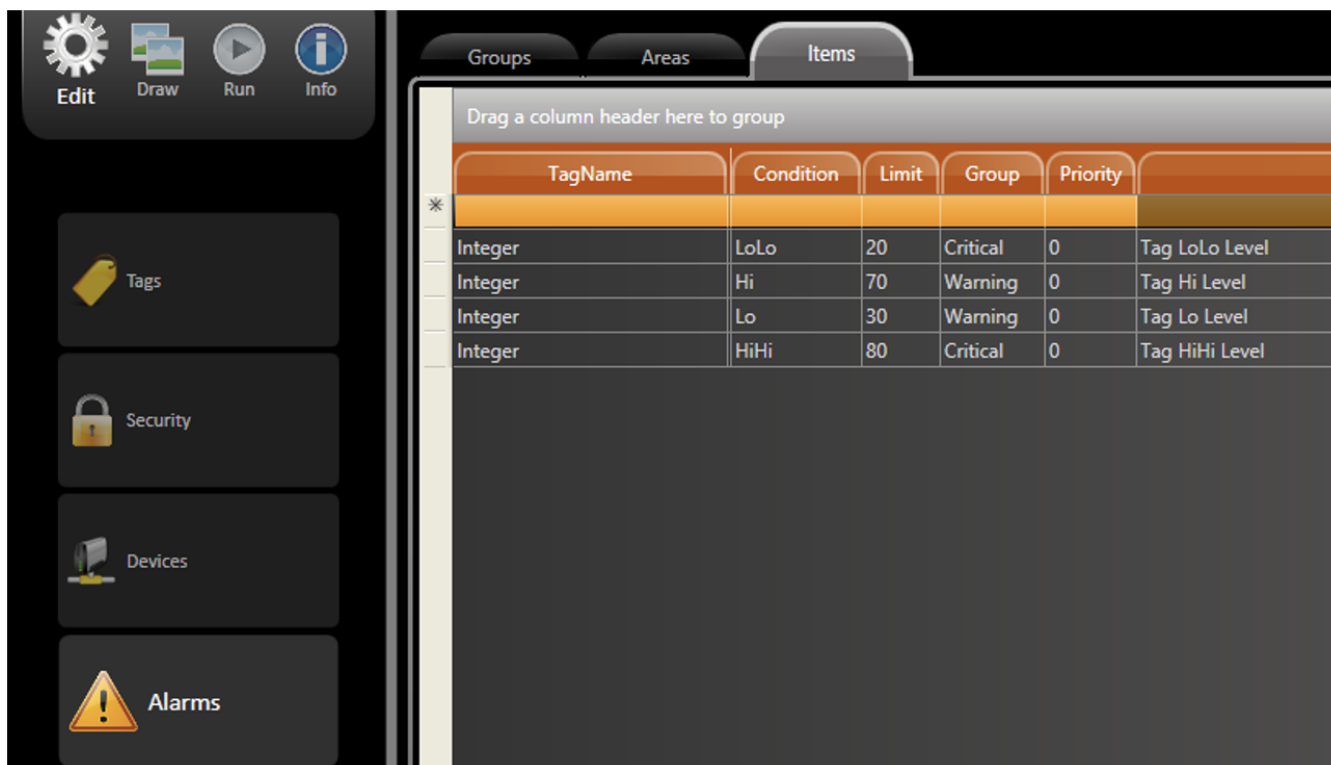 Edit Draw Run Info
Groups Areas Items
Drag a column header here to group
TagName Condition Limit Group Priority
Integer LoLo 20 Critical 0 Tag LoLo Level
Integer Hi 70 Warning 0 Tag Hi Level
Integer Lo 30 Warning 0 Tag Lo Level
Integer HiHi 80 Critical 0 Tag HiHi Level
Tags
Security
Devices
Alarms